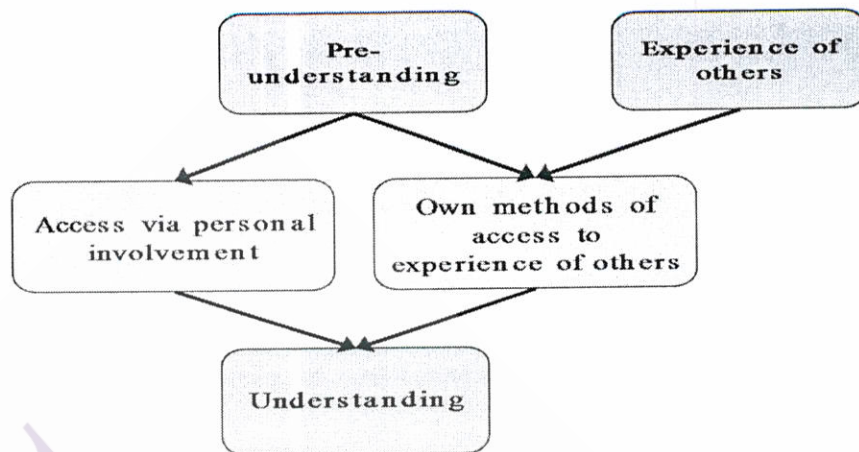 Pre-
understanding
Experience of
others
Access via personal
involvement
Own methods of
access to
experience of others
Understanding